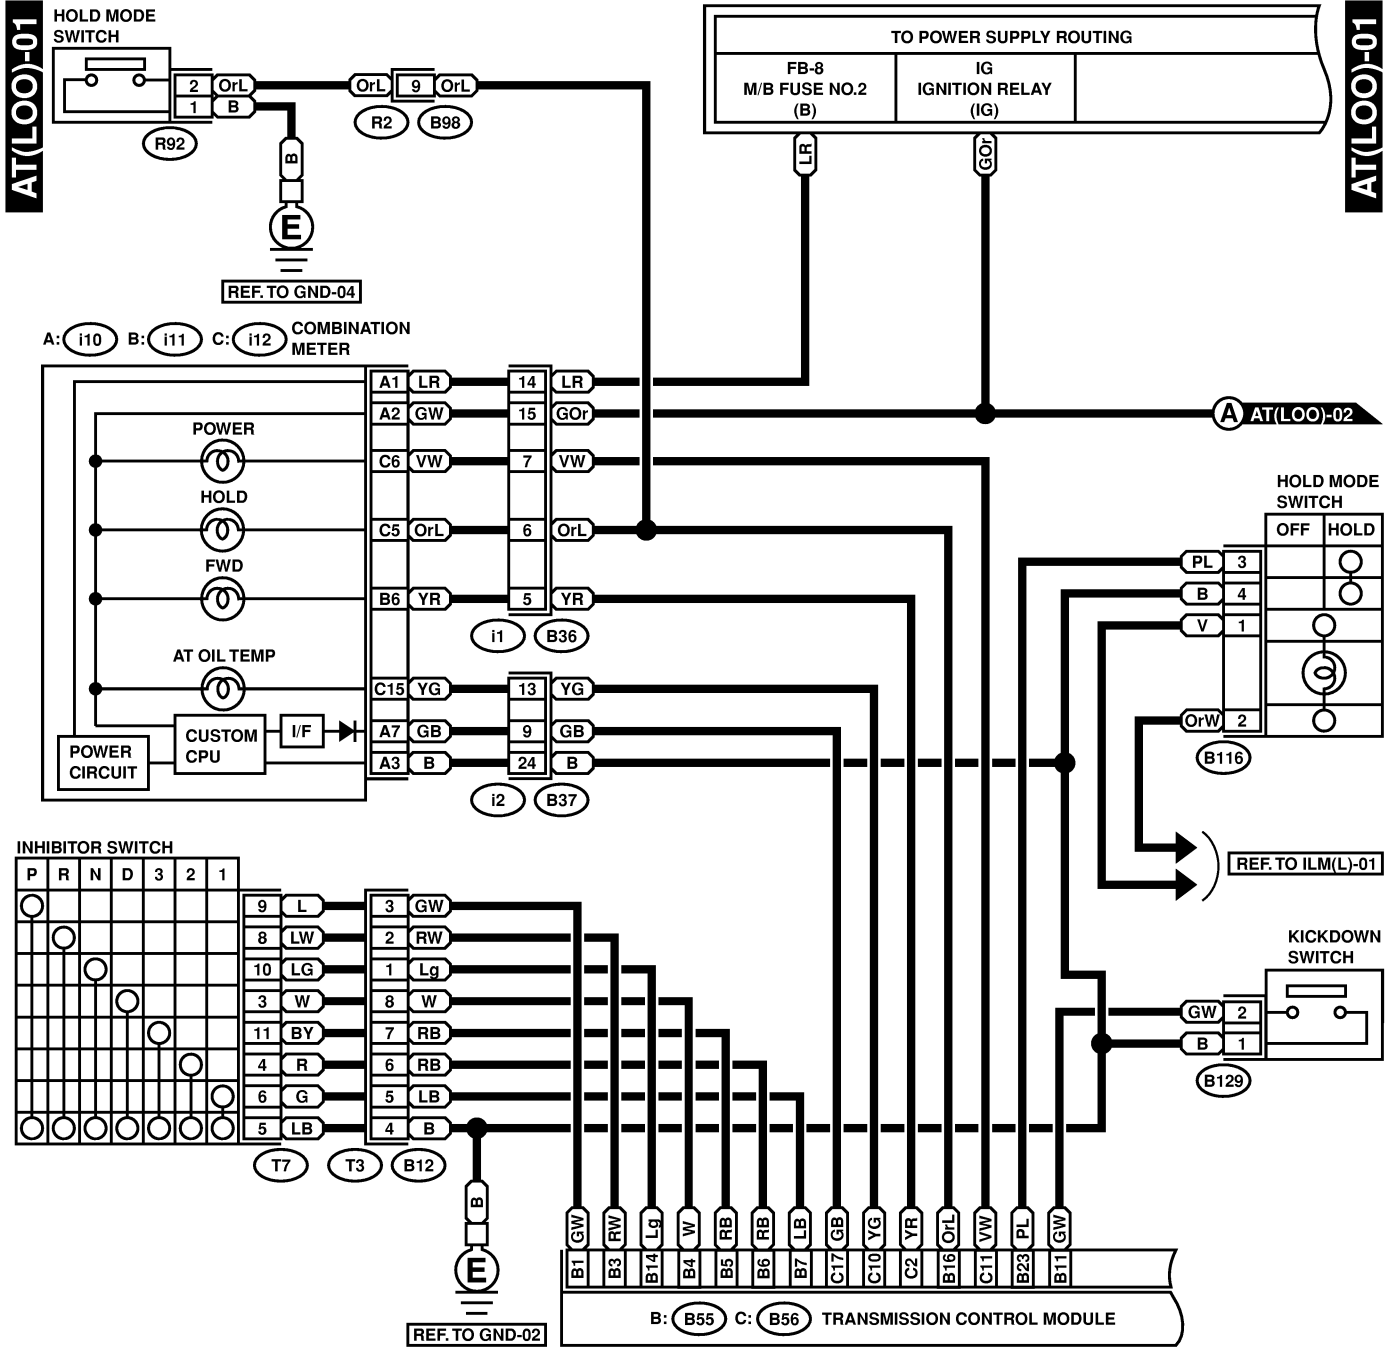 AT(LOO)-01
HOLD MODE
SWITCH
2 OrL OrL 9 OrL
1 B
R92 R2 B98
B
E
REF. TO GND-04
TO POWER SUPPLY ROUTING
FB-8
M/B FUSE NO.2
(B)
IG
IGNITION RELAY
(IG)
LR GOr
AT(LOO)-01
A: i10 B: i11 C: i12 COMBINATION
METER
A1 LR 14 LR
A2 GW 15 GOr
A AT(LOO)-02
POWER
C6 VW 7 VW
HOLD
C5 OrL 6 OrL
FWD
B6 YR 5 YR
i1 B36
AT OIL TEMP
C15 YG 13 YG
CUSTOM
CPU
I/F
A7 GB 9 GB
POWER
CIRCUIT
A3 B 24 B
i2 B37
HOLD MODE
SWITCH
OFF HOLD
PL 3
B 4
V 1
OrW 2
B116
REF. TO ILM(L)-01
INHIBITOR SWITCH
P R N D 3 2 1
9 L 3 GW
8 LW 2 RW
10 LG 1 Lg
3 W 8 W
11 BY 7 RB
4 R 6 RB
6 G 5 LB
5 LB 4 B
T7 T3 B12
B
E
REF. TO GND-02
KICKDOWN
SWITCH
GW 2
B 1
B129
GW RW Lg W RB RB LB GB YG YR OrL VW PL GW
B1 B3 B14 B4 B5 B6 B7 C17 C10 C2 B16 C11 B23 B11
B: B55 C: B56 TRANSMISSION CONTROL MODULE